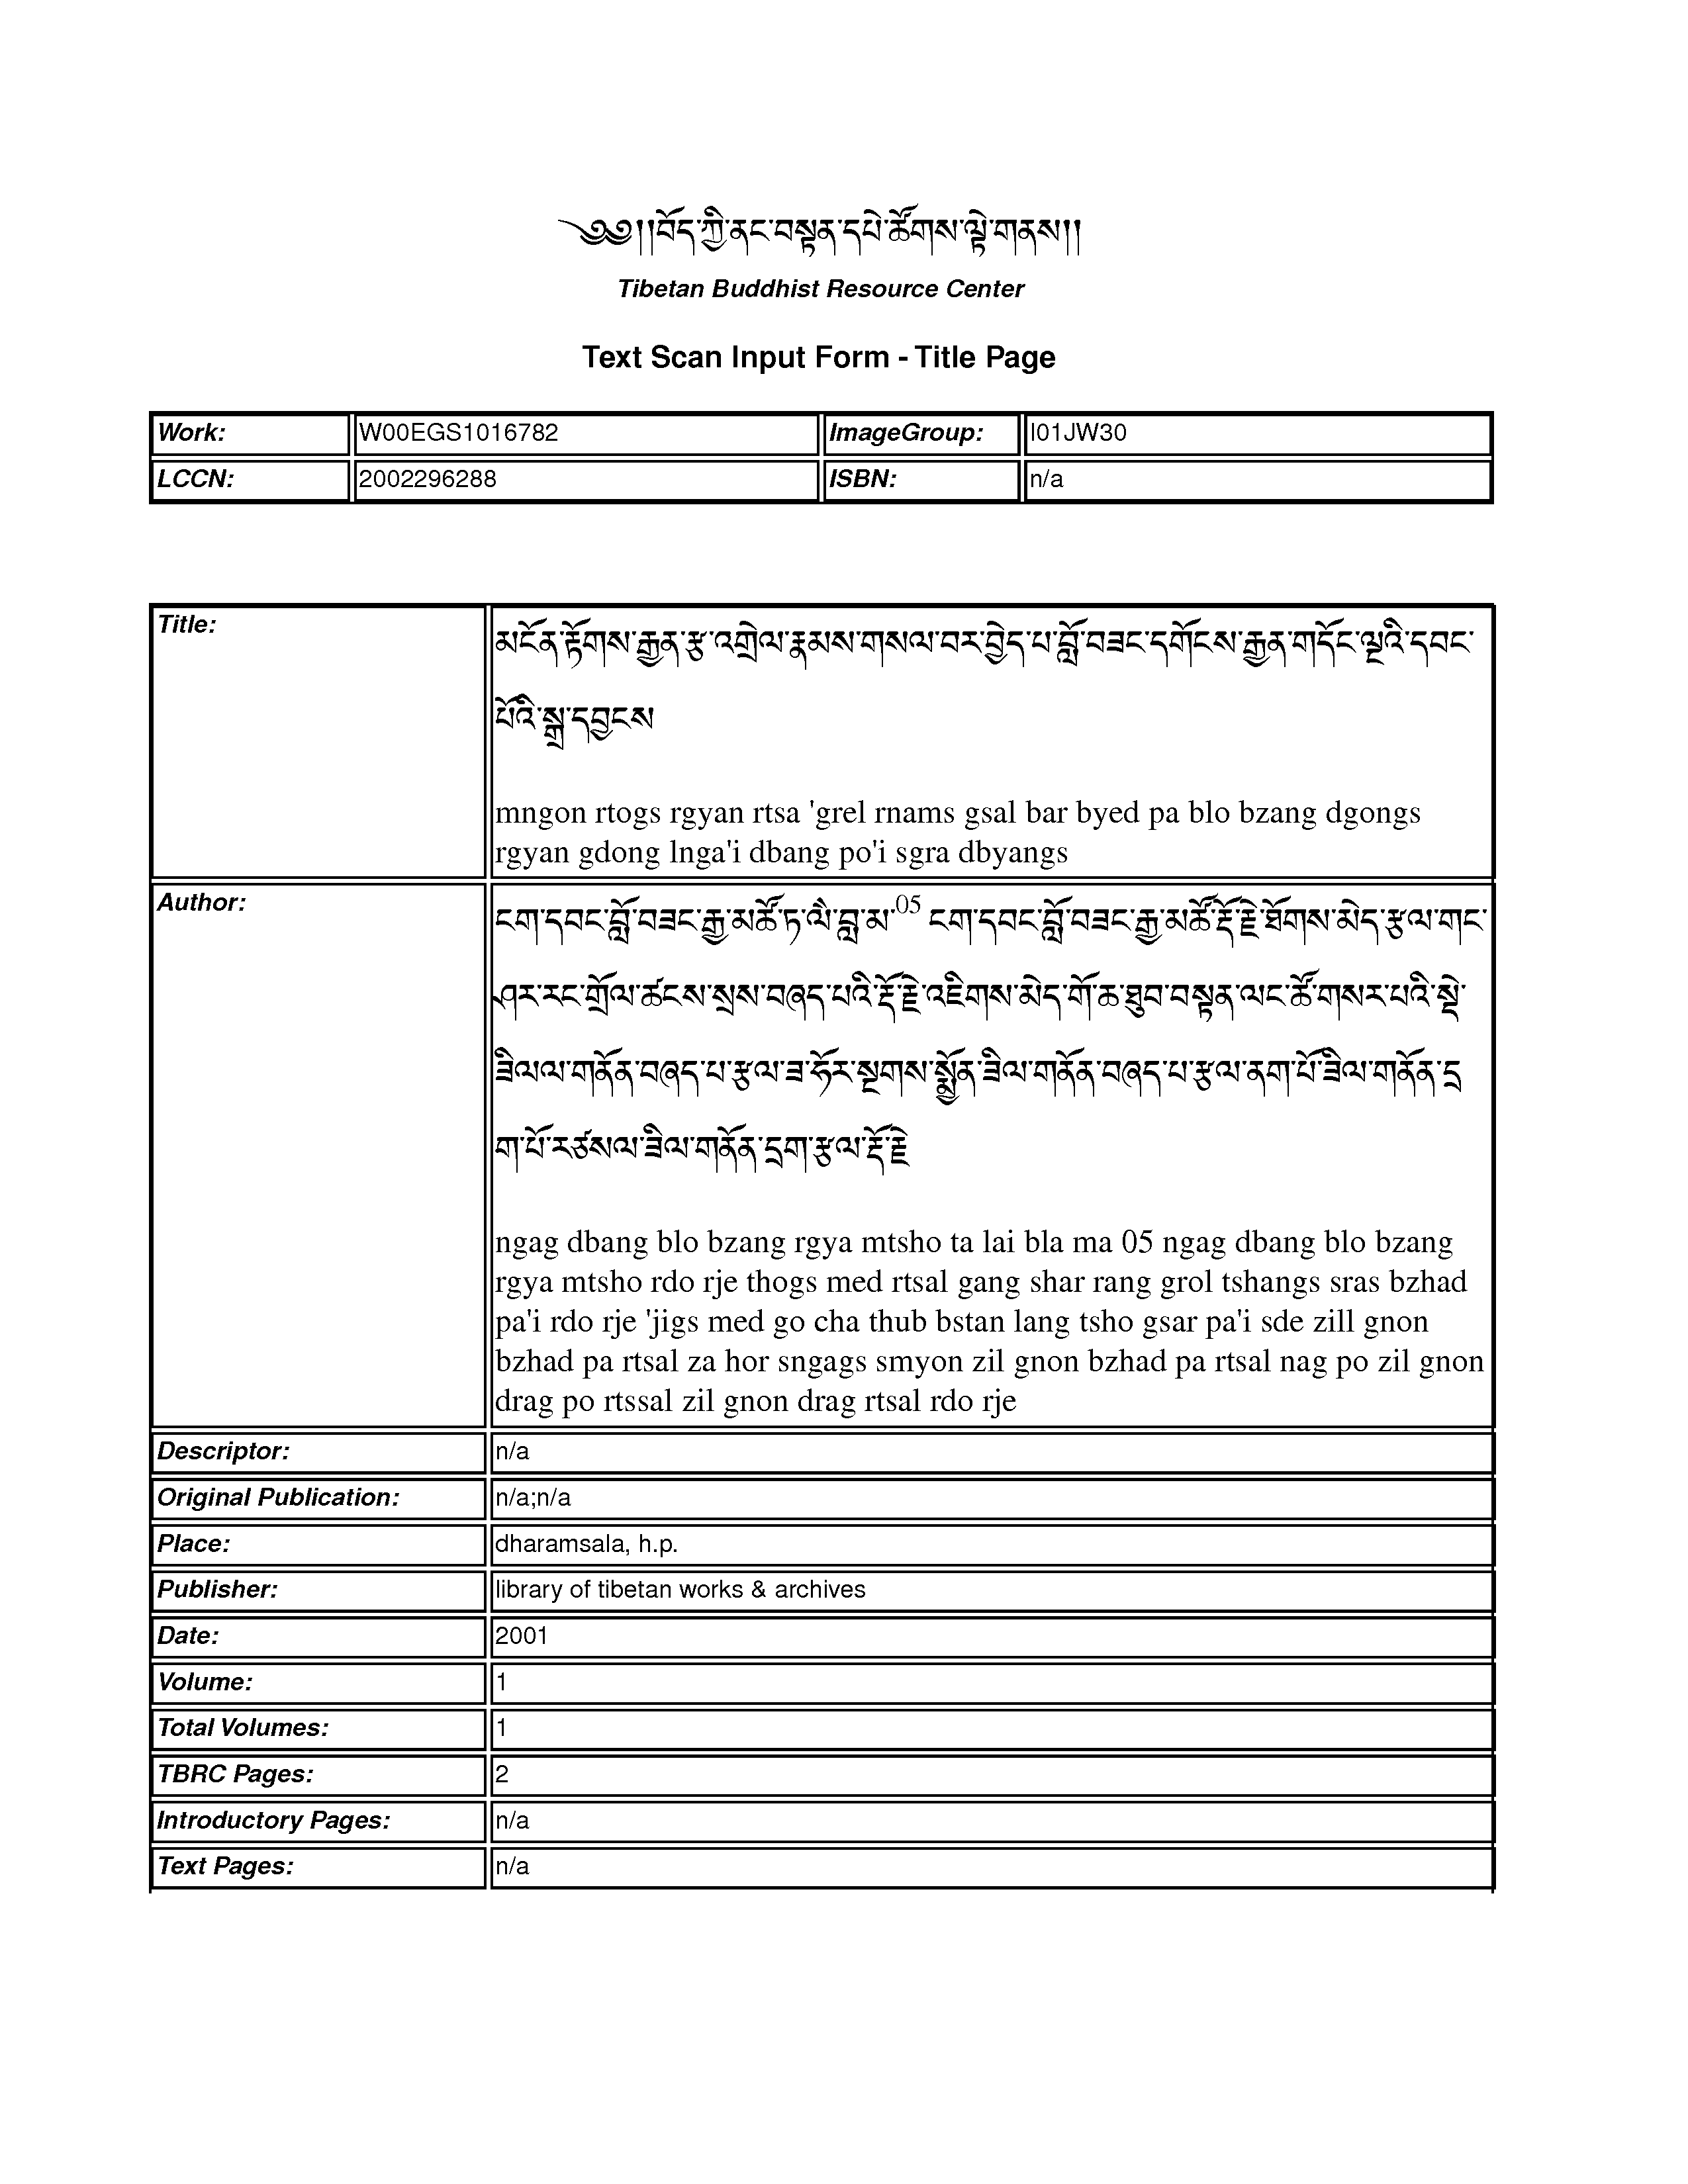 ༄༅།།བོད་ཀྱི་ནང་བསྟན་དཔེ་ཚོགས་ལྟེ་གནས།།
Tibetan Buddhist Resource Center
Text Scan Input Form - Title Page
Work: W00EGS1016782 ImageGroup: I01JW30
LCCN: 2002296288 ISBN: n/a
Title: མངོན་རྟོགས་རྒྱན་རྩ་འགྲེལ་རྣམས་གསལ་བར་བྱེད་པ་བློ་བཟང་དགོངས་རྒྱན་གདོང་ལྔའི་དབང་
པོའི་སྒྲ་དབྱངས
mngon rtogs rgyan rtsa 'grel rnams gsal bar byed pa blo bzang dgongs
rgyan gdong lnga'i dbang po'i sgra dbyangs
Author: ངག་དབང་བློ་བཟང་རྒྱ་མཚོ་ཏ་ལཻ་བླ་མ་05 ངག་དབང་བློ་བཟང་རྒྱ་མཚོ་རྡོ་རྗེ་ཐོགས་མེད་རྩལ་གང་
ཤར་རང་གྲོལ་ཚངས་སྲས་བཞད་པའི་རྡོ་རྗེ་འཇིགས་མེད་གོ་ཆ་ཐུབ་བསྟན་ལང་ཚོ་གསར་པའི་སྡེ་
ཟིལལ་གནོན་བཞད་པ་རྩལ་ཟ་ཧོར་སྔགས་སྨྱོན་ཟིལ་གནོན་བཞད་པ་རྩལ་ནག་པོ་ཟིལ་གནོན་དྲ
ག་པོ་རཙསལ་ཟིལ་གནོན་དྲག་རྩལ་རྡོ་རྗེ
ngag dbang blo bzang rgya mtsho ta lai bla ma 05 ngag dbang blo bzang
rgya mtsho rdo rje thogs med rtsal gang shar rang grol tshangs sras bzhad
pa'i rdo rje 'jigs med go cha thub bstan lang tsho gsar pa'i sde zill gnon
bzhad pa rtsal za hor sngags smyon zil gnon bzhad pa rtsal nag po zil gnon
drag po rtssal zil gnon drag rtsal rdo rje
Descriptor: n/a
Original Publication: n/a;n/a
Place: dharamsala, h.p.
Publisher: library of tibetan works & archives
Date: 2001
Volume: 1
Total Volumes: 1
TBRC Pages: 2
Introductory Pages: n/a
Text Pages: n/a